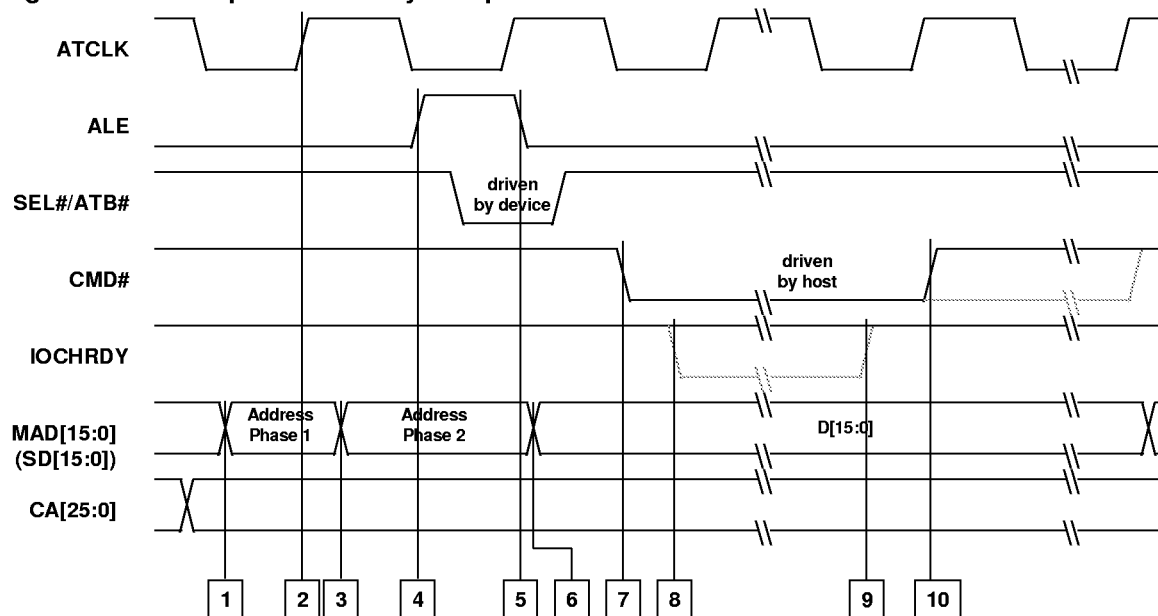 ATCLK
ALE
SEL#/ATB#
driven
by device
CMD#
driven
by host
IOCHRDY
MAD[15:0]
(SD[15:0])
Address
Phase 1
Address
Phase 2
D[15:0]
CA[25:0]
1
2
3
4
5
6
7
8
9
10